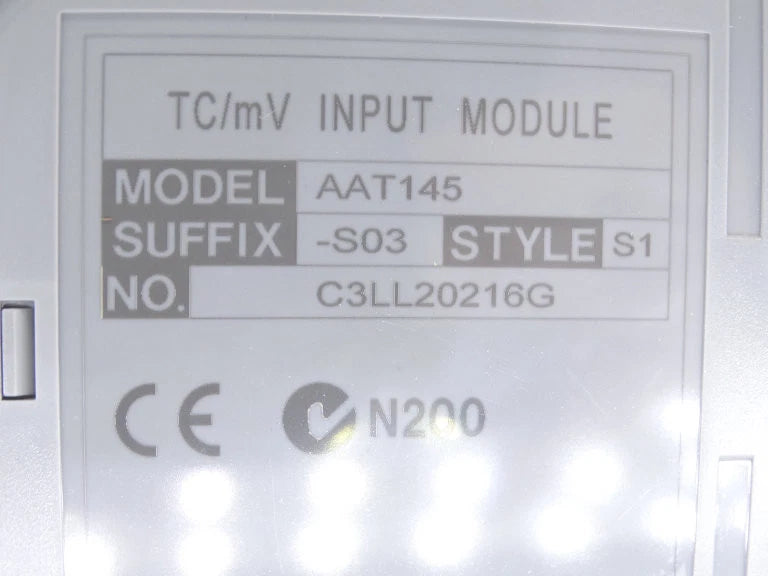 TC/mV INPUT MODULE
MODEL AAT145
SUFFIX -S03 STYLE S1
NO. C3LL20216G
CE N200